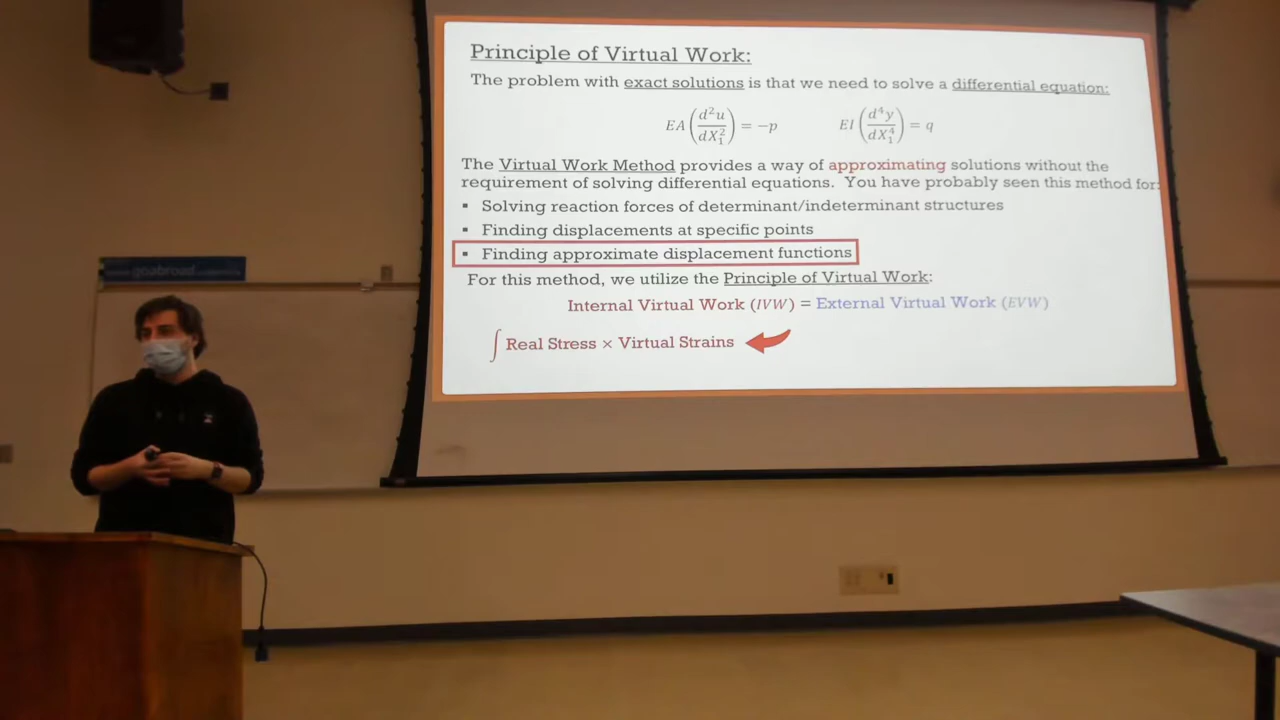 Principle of Virtual Work:
The problem with exact solutions is that we need to solve a differential equation:
EA(d²u/dX₁²) = −p EI(d⁴y/dX₁⁴) = q
The Virtual Work Method provides a way of approximating solutions without the
requirement of solving differential equations. You have probably seen this method for:
▪ Solving reaction forces of determinant/indeterminant structures
▪ Finding displacements at specific points
▪ Finding approximate displacement functions
For this method, we utilize the Principle of Virtual Work:
Internal Virtual Work (IVW) = External Virtual Work (EVW)
∫ Real Stress × Virtual Strains
goabroad